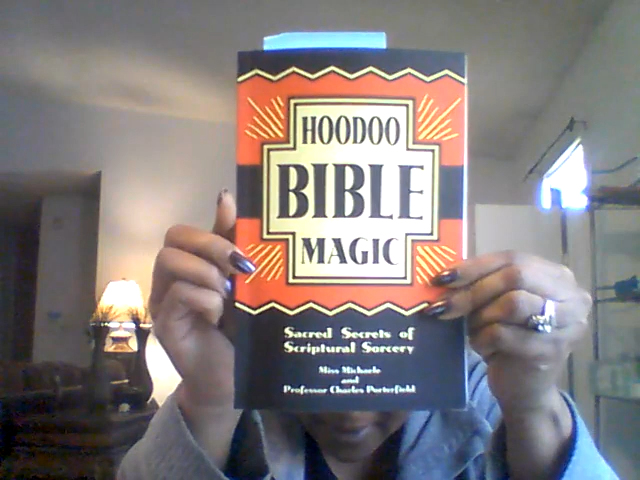 HOODOO
BIBLE
MAGIC
Sacred Secrets of
Scriptural Sorcery
Miss Michaele
and
Professor Charles Porterfield